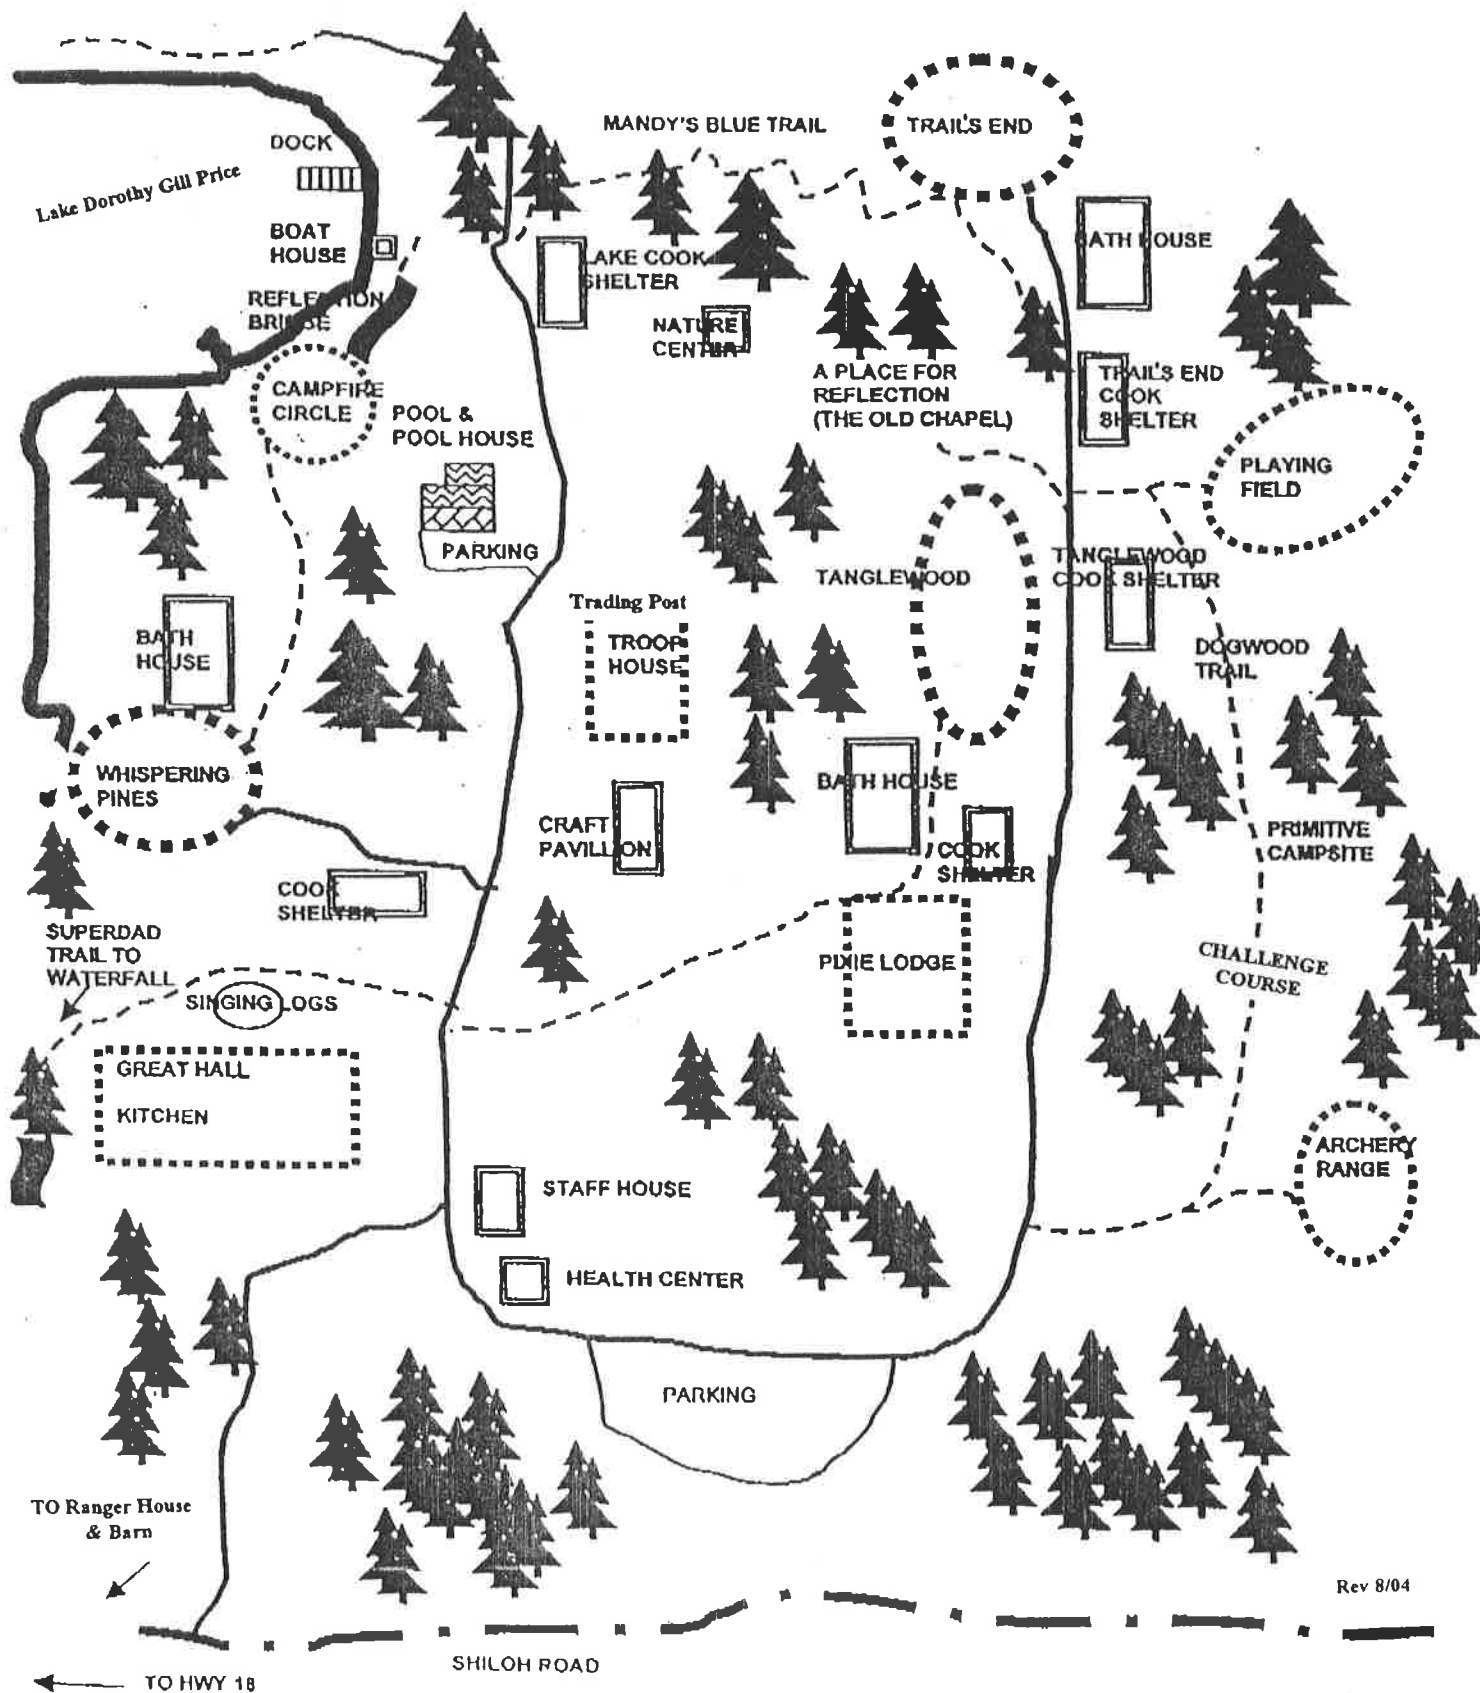 MANDY'S BLUE TRAIL
TRAIL'S END
DOCK
Lake Dorothy Gill Price
BOAT
HOUSE
BATH HOUSE
LAKE COOK
SHELTER
REFLECTION
BRIDGE
NATURE
CENTER
A PLACE FOR
REFLECTION
(THE OLD CHAPEL)
TRAIL'S END
COOK
SHELTER
CAMPFIRE
CIRCLE
POOL &
POOL HOUSE
PLAYING
FIELD
PARKING
TANGLEWOOD
TANGLEWOOD
COOK SHELTER
Trading Post
TROOP
HOUSE
BATH
HOUSE
DOGWOOD
TRAIL
WHISPERING
PINES
BATH HOUSE
CRAFT
PAVILLION
COOK
SHELTER
PRIMITIVE
CAMPSITE
COOK
SHELTER
SUPERDAD
TRAIL TO
WATERFALL
PIXIE LODGE
CHALLENGE
COURSE
SINGING LOGS
GREAT HALL
KITCHEN
ARCHERY
RANGE
STAFF HOUSE
HEALTH CENTER
PARKING
TO Ranger House
& Barn
Rev 8/04
SHILOH ROAD
TO HWY 18